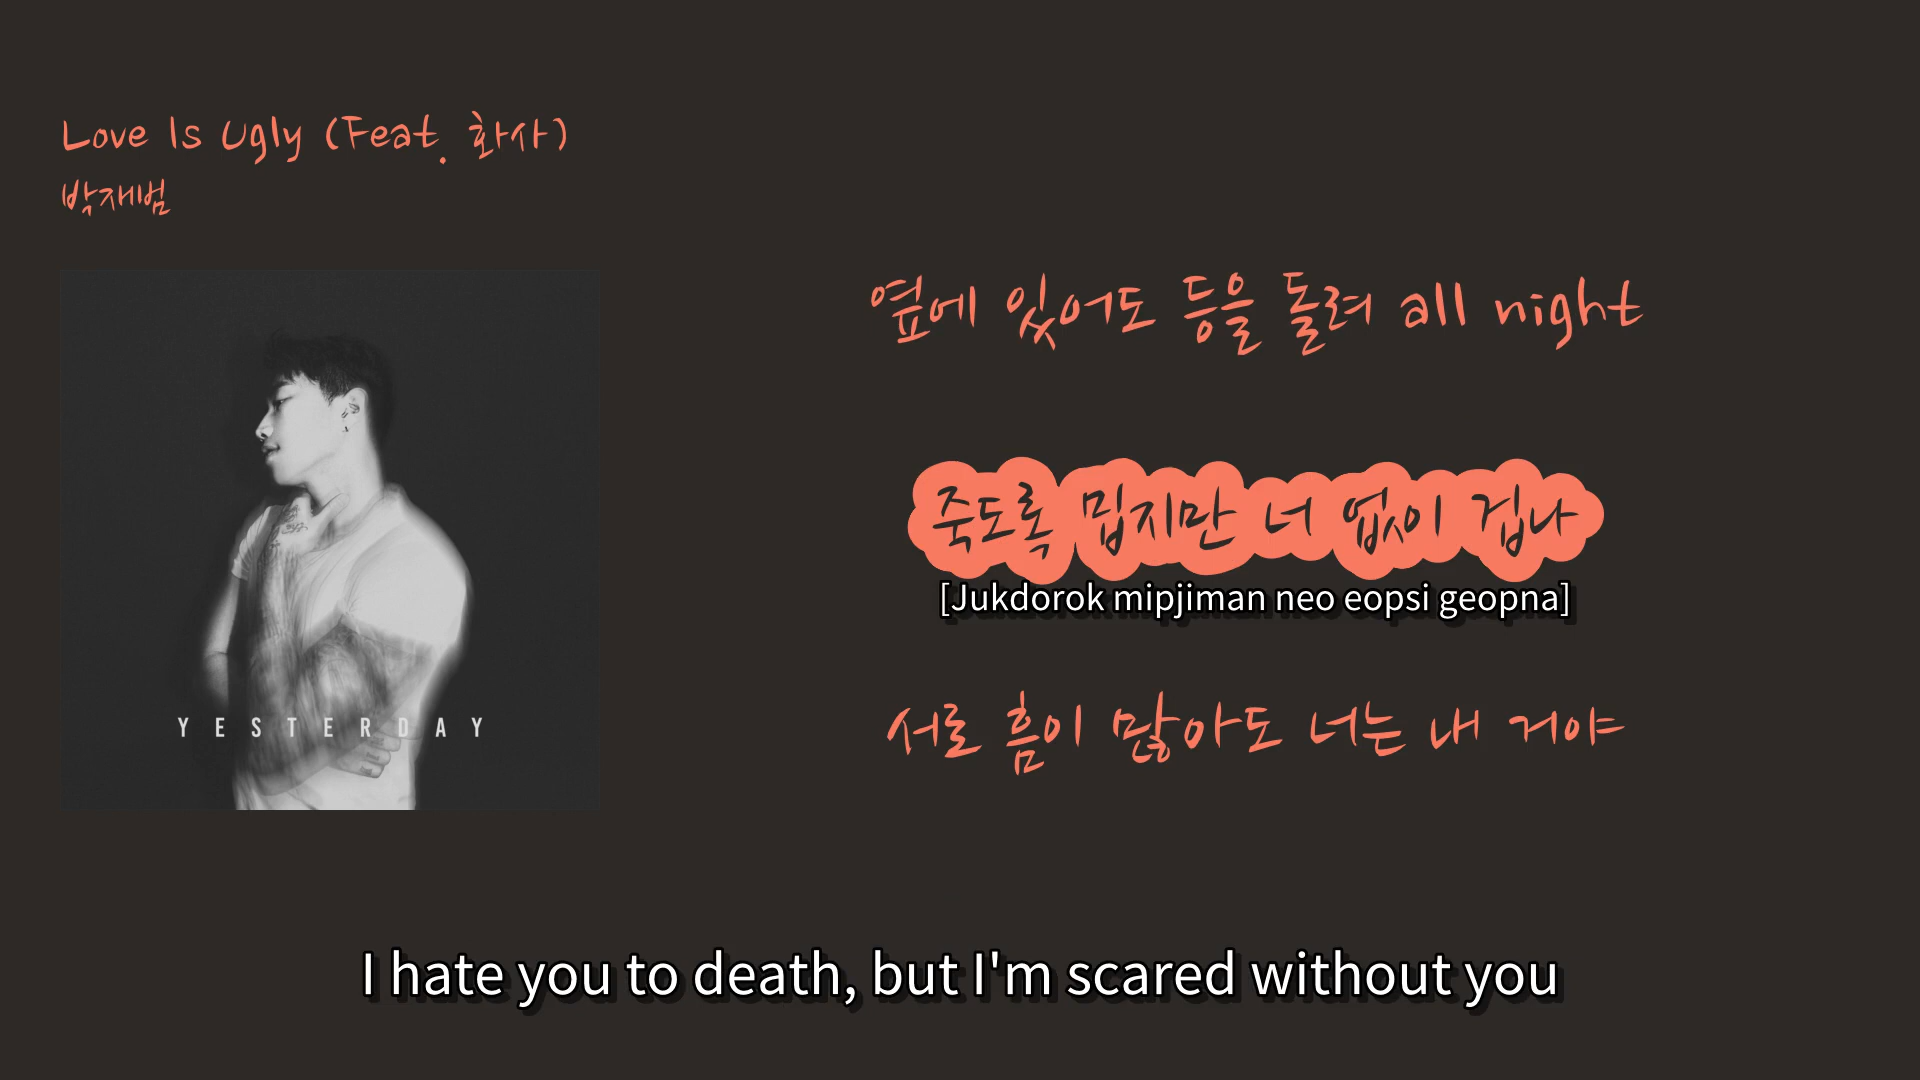 Love Is Ugly (Feat. 화사)
박재범
YESTERDAY
옆에 있어도 등을 돌려 all night
죽도록 밉지만 너 없이 겁나
[Jukdorok mipjiman neo eopsi geopna]
서로 흠이 많아도 너는 내 거야
I hate you to death, but I'm scared without you